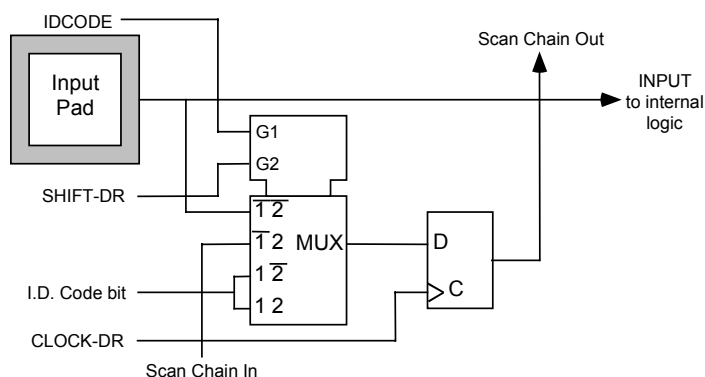 IDCODE
Scan Chain Out
Input
Pad
INPUT
to internal
logic
G1
G2
SHIFT-DR
1̅ 2̅
1̅ 2
MUX
D
1 2̅
I.D. Code bit
1 2
C
CLOCK-DR
Scan Chain In